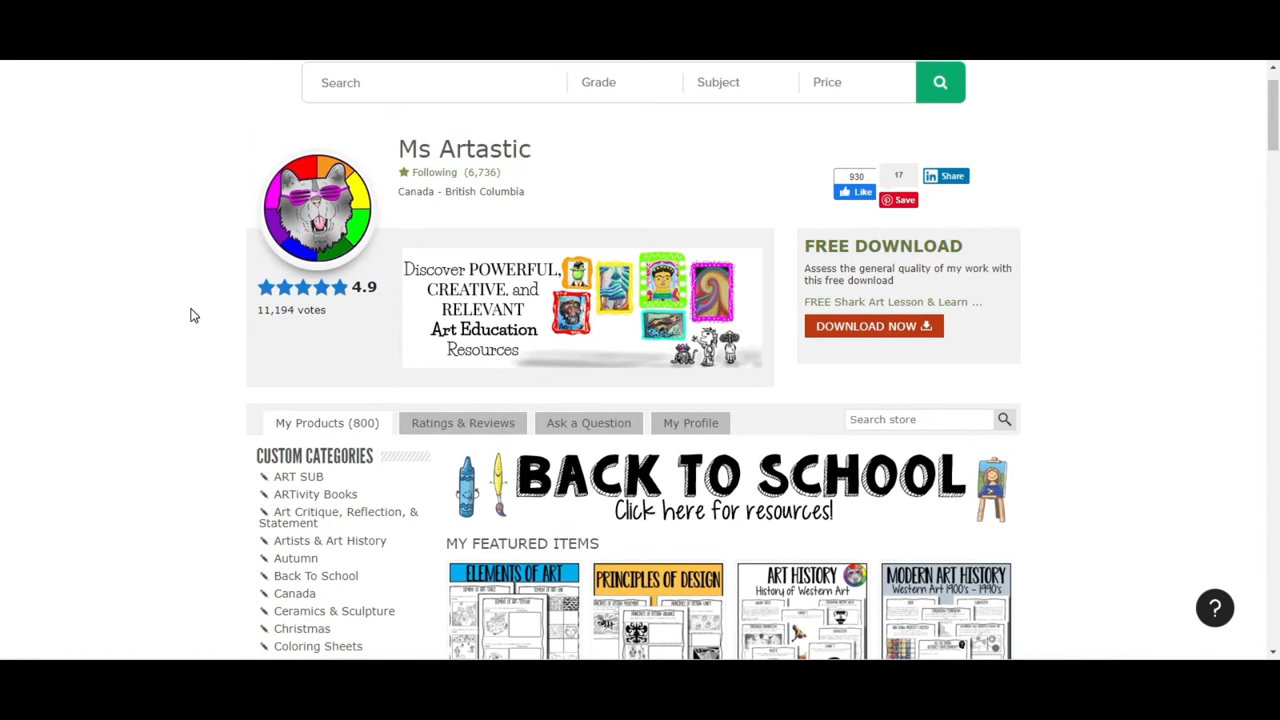 Search Grade Subject Price
Ms Artastic
Following (6,736)
Canada - British Columbia
930
Like
17
Save
Share
4.9
11,194 votes
Discover POWERFUL,
CREATIVE, and
RELEVANT
Art Education
Resources
FREE DOWNLOAD
Assess the general quality of my work with
this free download
FREE Shark Art Lesson & Learn ...
DOWNLOAD NOW
My Products (800) Ratings & Reviews Ask a Question My Profile Search store
CUSTOM CATEGORIES
ART SUB
ARTivity Books
Art Critique, Reflection, &
Statement
Artists & Art History
Autumn
Back To School
Canada
Ceramics & Sculpture
Christmas
Coloring Sheets
BACK TO SCHOOL
Click here for resources!
MY FEATURED ITEMS
ELEMENTS OF ART
PRINCIPLES OF DESIGN
ART HISTORY
History of Western Art
MODERN ART HISTORY
Western Art 1900's - 1990's
?